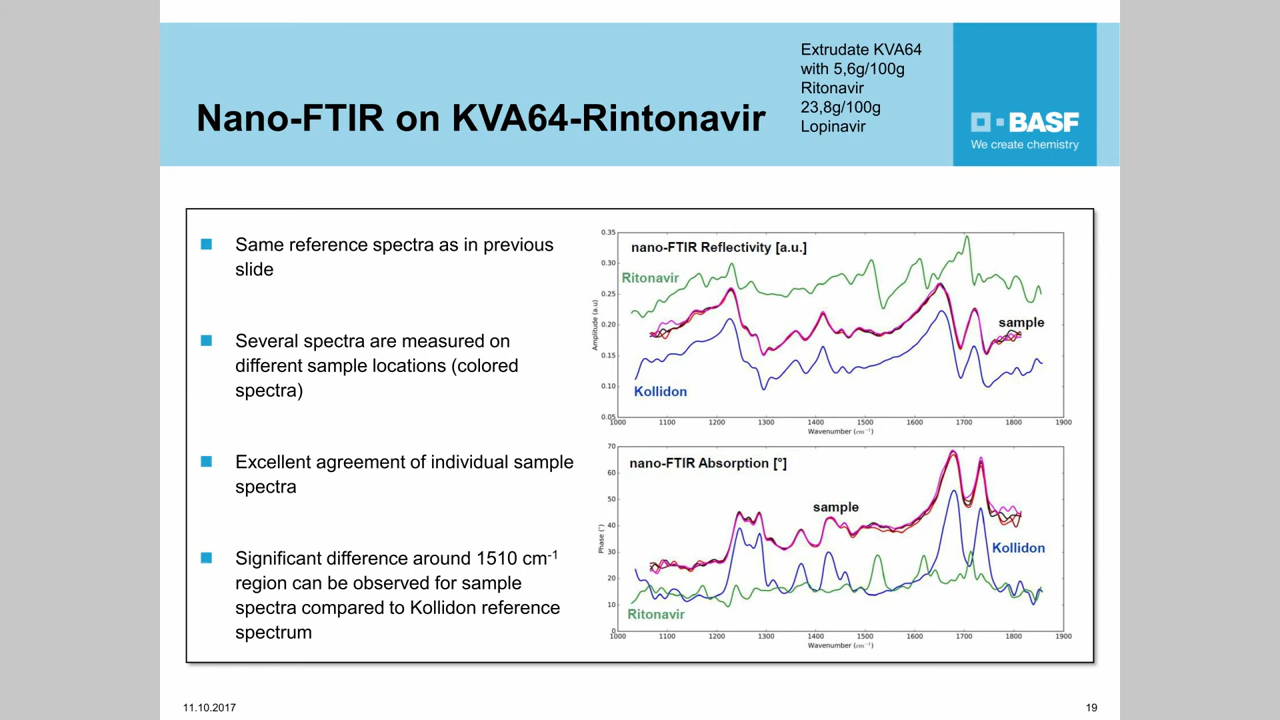 Nano-FTIR on KVA64-Rintonavir
Extrudate KVA64
with 5,6g/100g
Ritonavir
23,8g/100g
Lopinavir
BASF
We create chemistry
Same reference spectra as in previous
slide
Several spectra are measured on
different sample locations (colored
spectra)
Excellent agreement of individual sample
spectra
Significant difference around 1510 cm-1
region can be observed for sample
spectra compared to Kollidon reference
spectrum
nano-FTIR Reflectivity [a.u.]
Ritonavir
sample
Kollidon
Amplitude (a.u)
0.35
0.30
0.25
0.20
0.15
0.10
0.05
1000 1100 1200 1300 1400 1500 1600 1700 1800 1900
Wavenumber (cm⁻¹)
nano-FTIR Absorption [°]
sample
Kollidon
Ritonavir
Phase (°)
70
60
50
40
30
20
10
0
1000 1100 1200 1300 1400 1500 1600 1700 1800 1900
Wavenumber (cm⁻¹)
11.10.2017
19